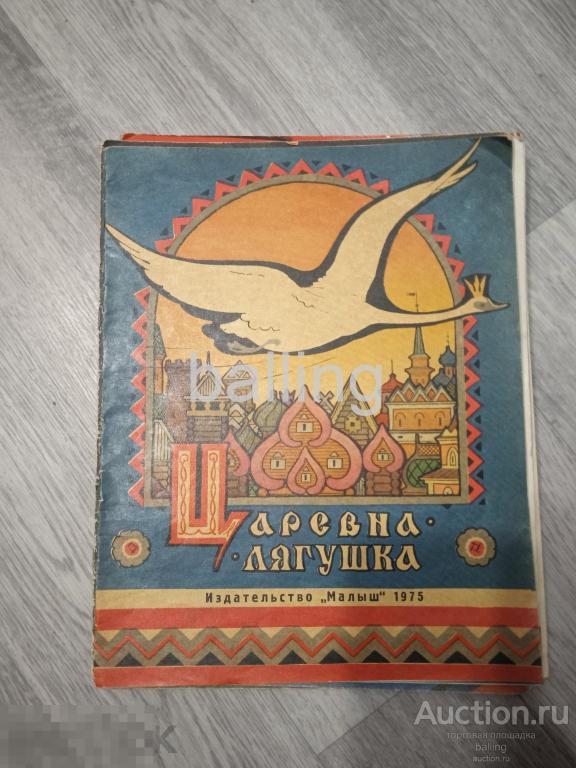 balling
Царевна·
·лягушка
Издательство „Малыш" 1975
Auction.ru
торговая площадка
balling
auction.ru